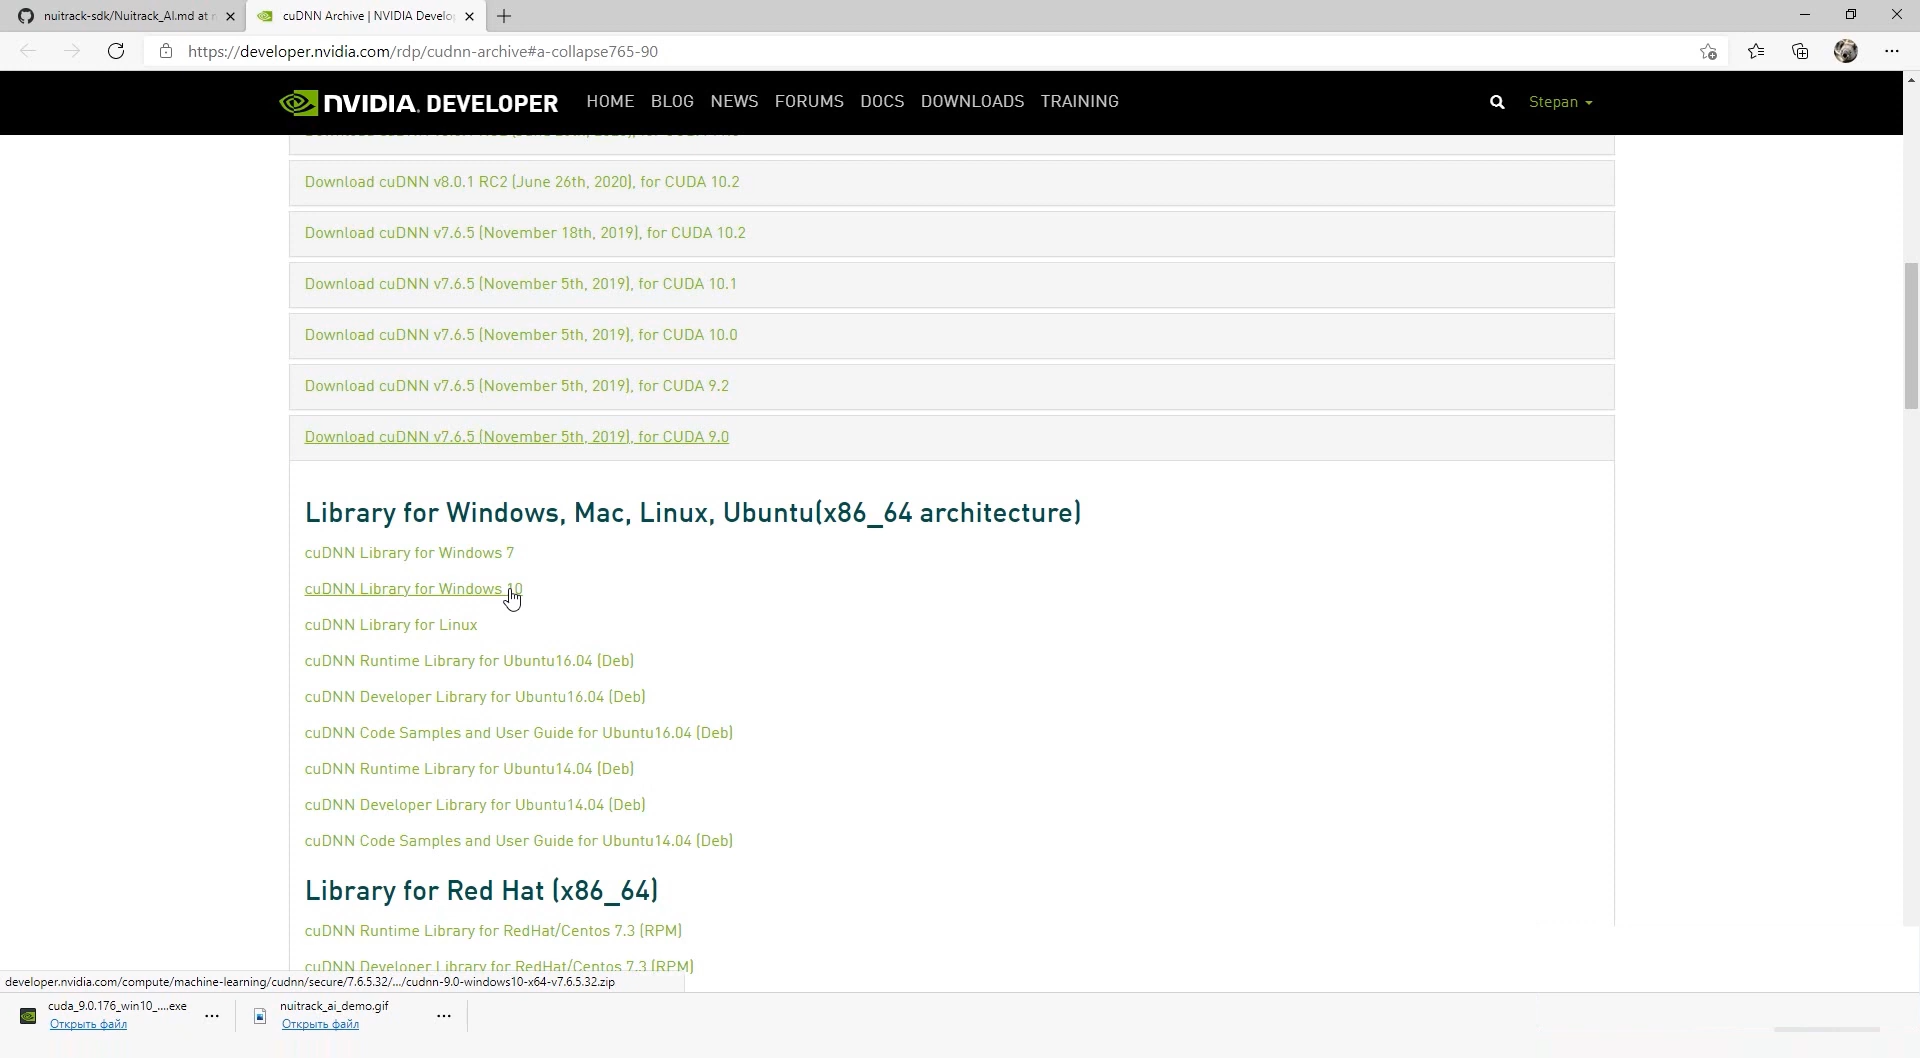 nuitrack-sdk/Nuitrack_AI.md at
cuDNN Archive | NVIDIA Develo
https://developer.nvidia.com/rdp/cudnn-archive#a-collapse765-90
NVIDIA. DEVELOPER HOME BLOG NEWS FORUMS DOCS DOWNLOADS TRAINING Stepan
Download cuDNN v8.0.1 RC2 (June 26th, 2020), for CUDA 10.2
Download cuDNN v7.6.5 (November 18th, 2019), for CUDA 10.2
Download cuDNN v7.6.5 (November 5th, 2019), for CUDA 10.1
Download cuDNN v7.6.5 (November 5th, 2019), for CUDA 10.0
Download cuDNN v7.6.5 (November 5th, 2019), for CUDA 9.2
Download cuDNN v7.6.5 (November 5th, 2019), for CUDA 9.0
Library for Windows, Mac, Linux, Ubuntu(x86_64 architecture)
cuDNN Library for Windows 7
cuDNN Library for Windows 10
cuDNN Library for Linux
cuDNN Runtime Library for Ubuntu16.04 (Deb)
cuDNN Developer Library for Ubuntu16.04 (Deb)
cuDNN Code Samples and User Guide for Ubuntu16.04 (Deb)
cuDNN Runtime Library for Ubuntu14.04 (Deb)
cuDNN Developer Library for Ubuntu14.04 (Deb)
cuDNN Code Samples and User Guide for Ubuntu14.04 (Deb)
Library for Red Hat (x86_64)
cuDNN Runtime Library for RedHat/Centos 7.3 (RPM)
cuDNN Developer Library for RedHat/Centos 7.3 (RPM)
developer.nvidia.com/compute/machine-learning/cudnn/secure/7.6.5.32/.../cudnn-9.0-windows10-x64-v7.6.5.32.zip
cuda_9.0.176_win10_....exe
Открыть файл
nuitrack_ai_demo.gif
Открыть файл